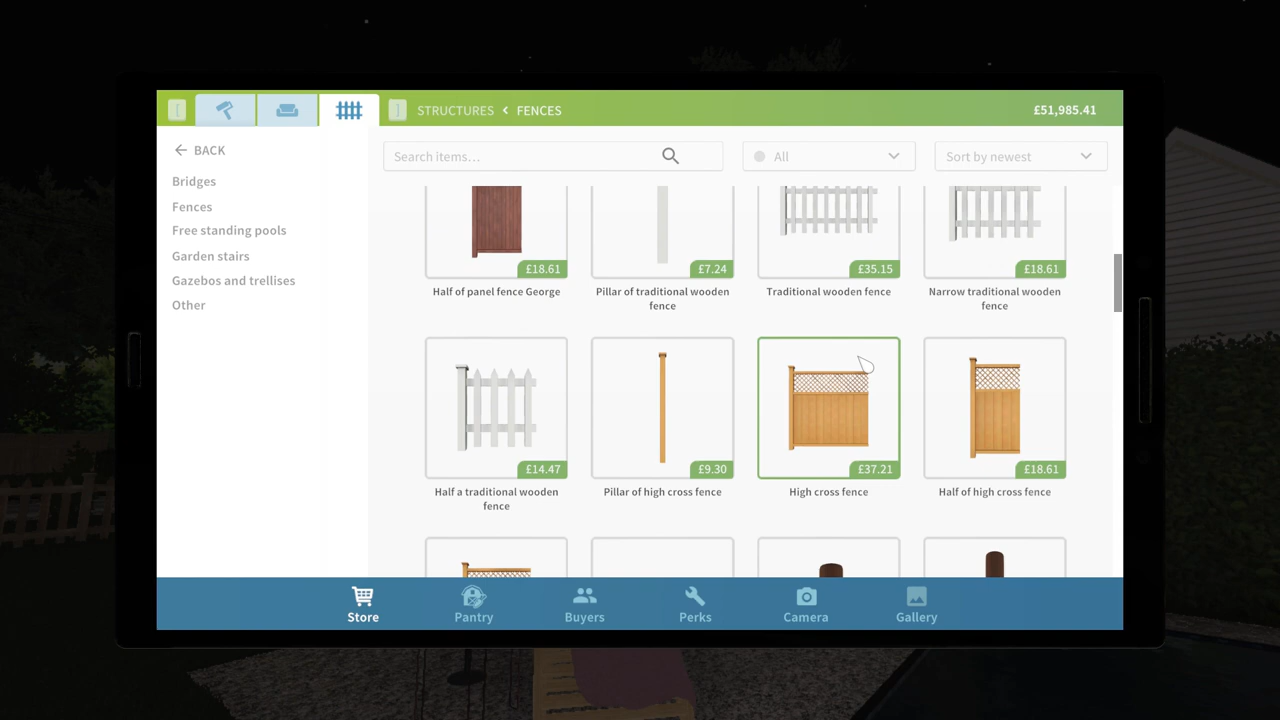 [
]
STRUCTURES < FENCES
£51,985.41
BACK
Search items...
All
Sort by newest
Bridges
Fences
Free standing pools
Garden stairs
Gazebos and trellises
Other
£18.61
£7.24
£35.15
£18.61
Half of panel fence George
Pillar of traditional wooden
fence
Traditional wooden fence
Narrow traditional wooden
fence
£14.47
£9.30
£37.21
£18.61
Half a traditional wooden
fence
Pillar of high cross fence
High cross fence
Half of high cross fence
Store
Pantry
Buyers
Perks
Camera
Gallery